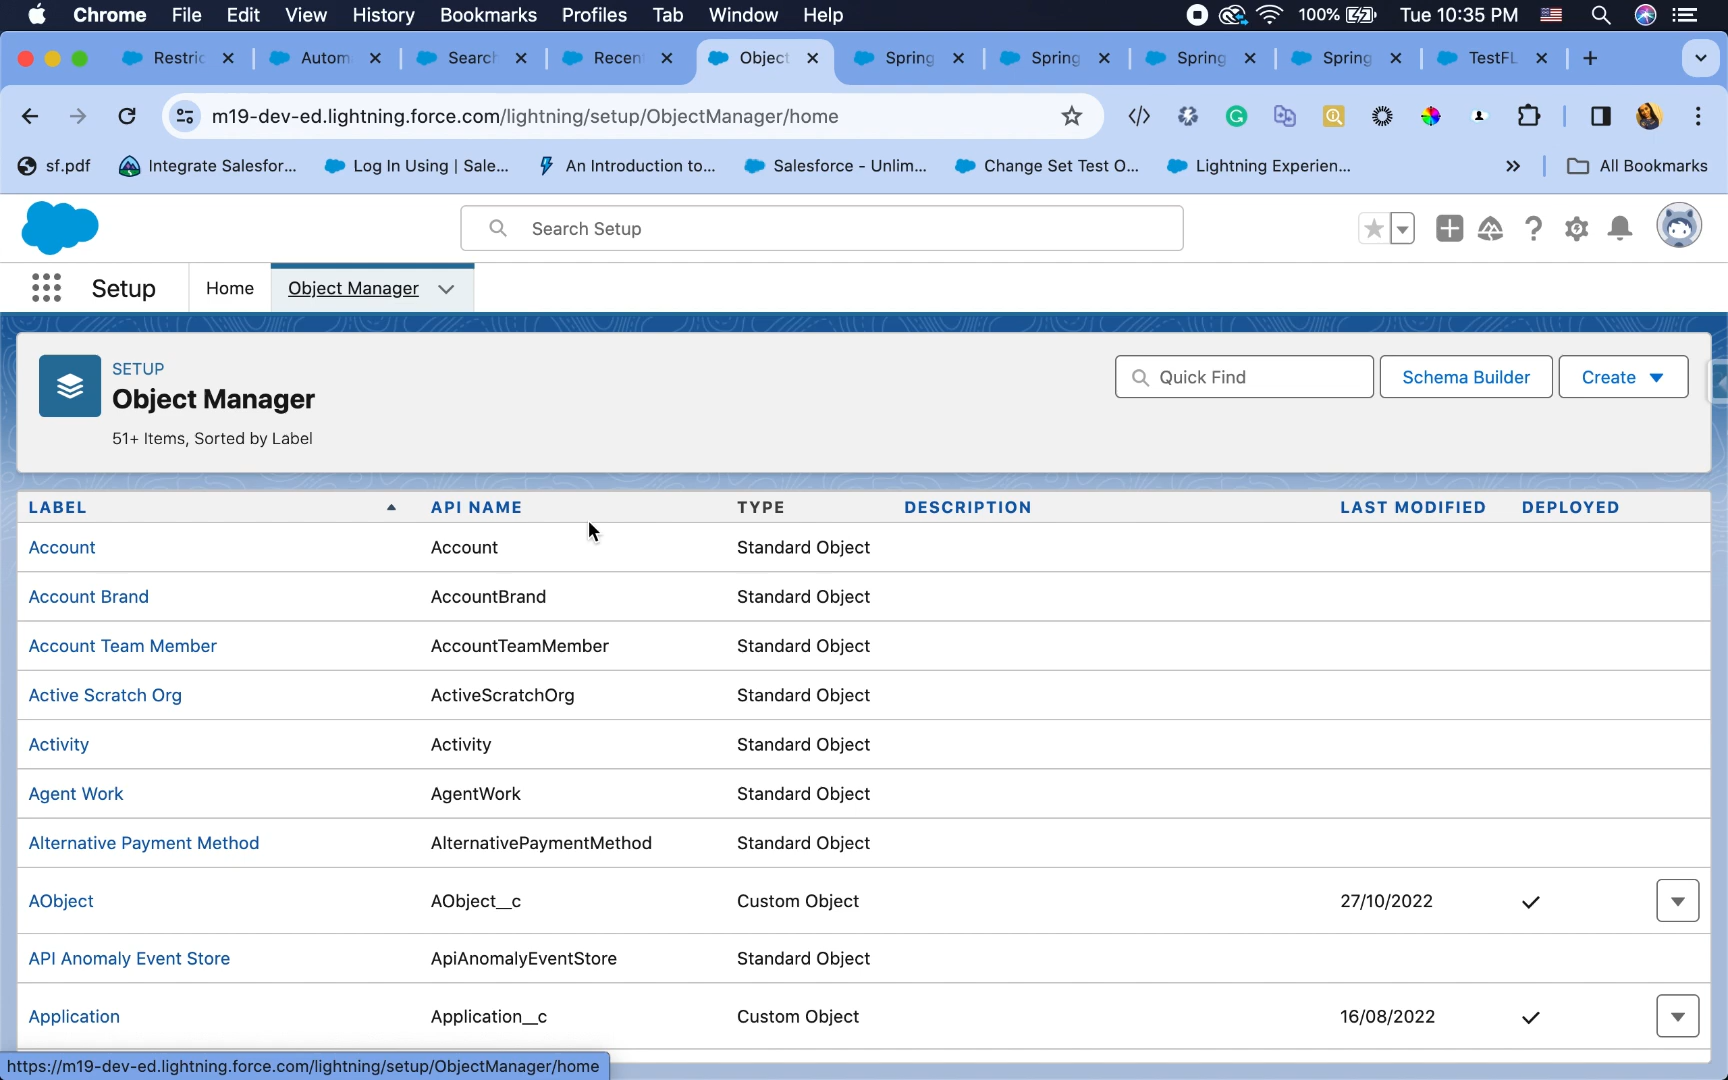 Chrome File Edit View History Bookmarks Profiles Tab Window Help 100% Tue 10:35 PM
Restric Autom Search Recen Object Spring Spring Spring Spring TestFL
m19-dev-ed.lightning.force.com/lightning/setup/ObjectManager/home
sf.pdf Integrate Salesfor... Log In Using | Sale... An Introduction to... Salesforce - Unlim... Change Set Test O... Lightning Experien... » All Bookmarks
Search Setup
Setup Home Object Manager
SETUP
Object Manager
51+ Items, Sorted by Label
Quick Find Schema Builder Create
LABEL API NAME TYPE DESCRIPTION LAST MODIFIED DEPLOYED
Account Account Standard Object
Account Brand AccountBrand Standard Object
Account Team Member AccountTeamMember Standard Object
Active Scratch Org ActiveScratchOrg Standard Object
Activity Activity Standard Object
Agent Work AgentWork Standard Object
Alternative Payment Method AlternativePaymentMethod Standard Object
AObject AObject__c Custom Object 27/10/2022
API Anomaly Event Store ApiAnomalyEventStore Standard Object
Application Application__c Custom Object 16/08/2022
https://m19-dev-ed.lightning.force.com/lightning/setup/ObjectManager/home